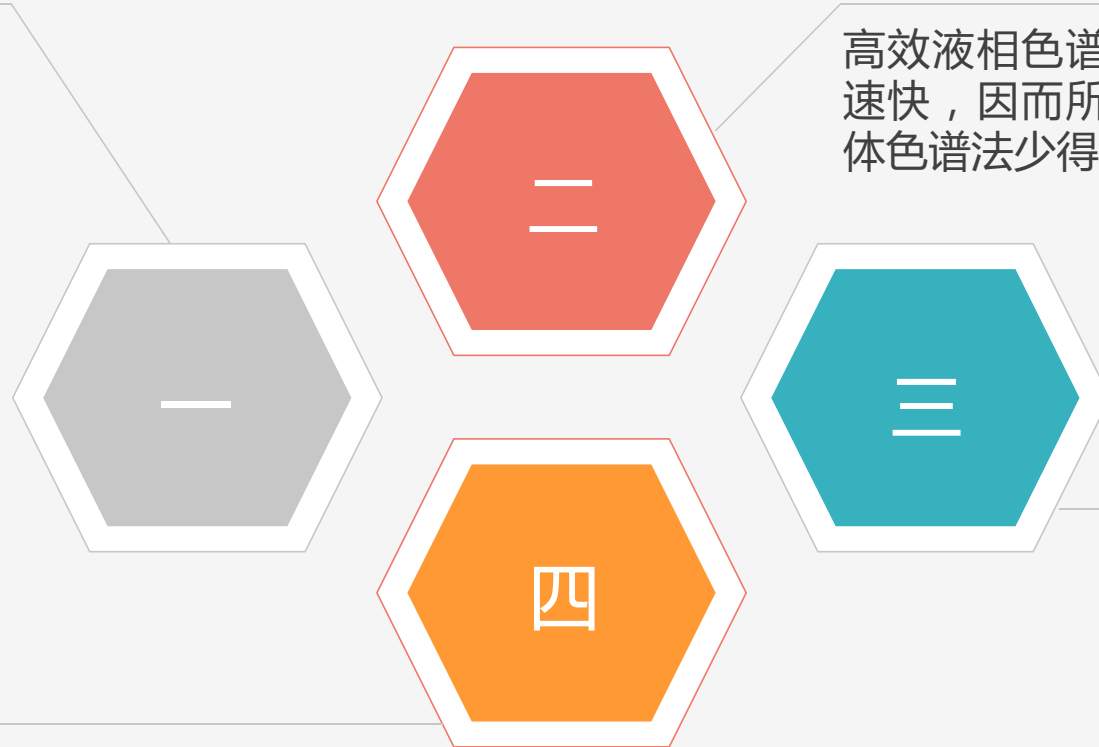 高效液相色谱
速快，因而所
体色谱法少得
二
一
三
四